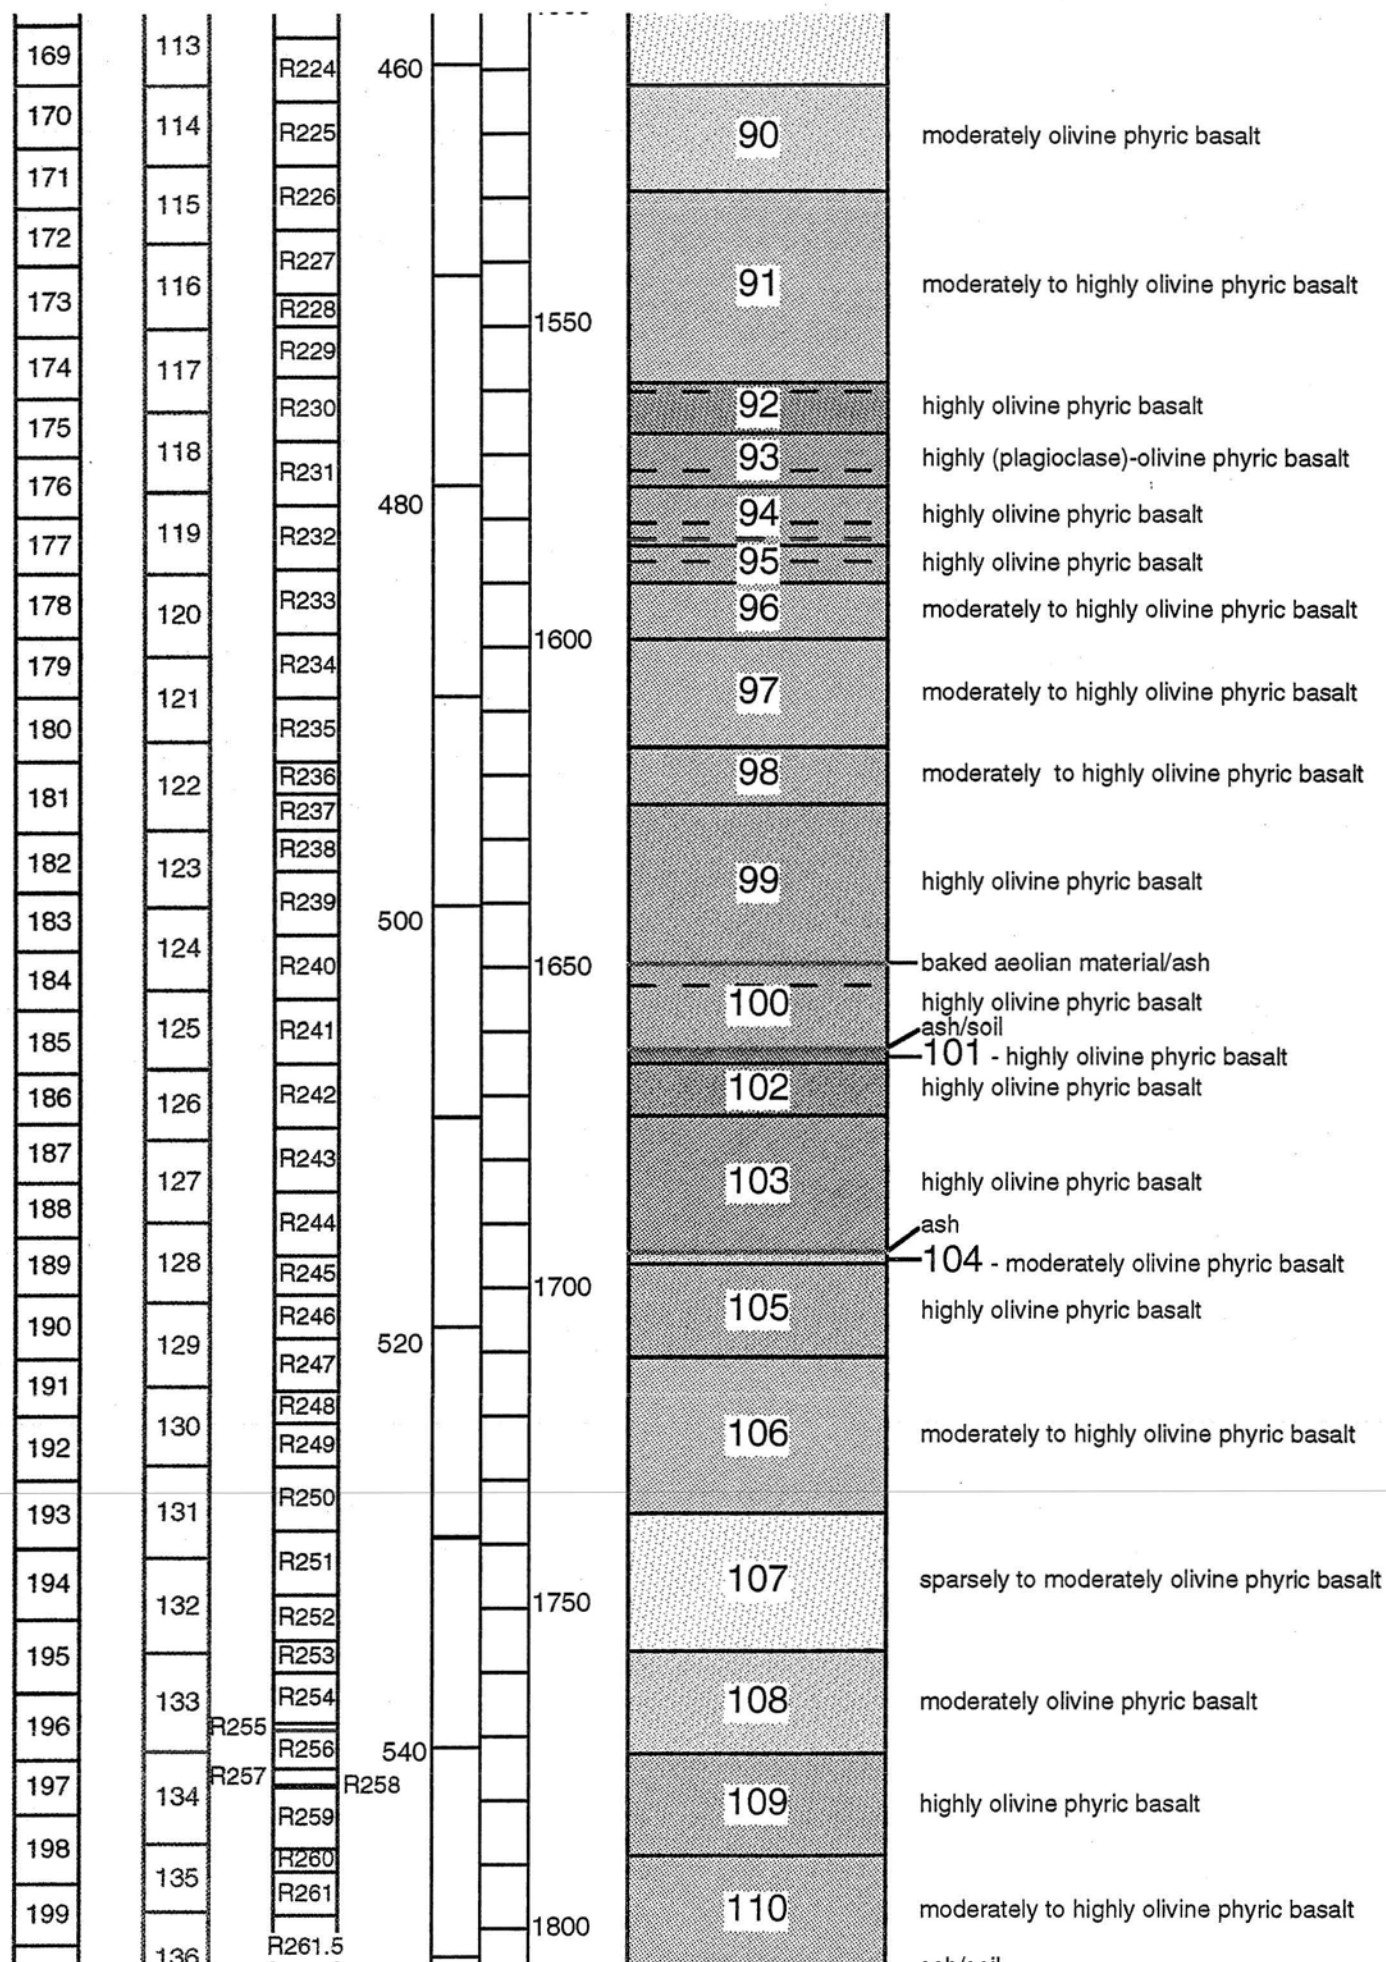 169
170
171
172
173
174
175
176
177
178
179
180
181
182
183
184
185
186
187
188
189
190
191
192
193
194
195
196
197
198
199
113
114
115
116
117
118
119
120
121
122
123
124
125
126
127
128
129
130
131
132
133
134
135
136
R224
R225
R226
R227
R228
R229
R230
R231
R232
R233
R234
R235
R236
R237
R238
R239
R240
R241
R242
R243
R244
R245
R246
R247
R248
R249
R250
R251
R252
R253
R254
R255
R256
R257
R258
R259
R260
R261
R261.5
460
480
500
520
540
1550
1600
1650
1700
1750
1800
90 moderately olivine phyric basalt
91 moderately to highly olivine phyric basalt
92 highly olivine phyric basalt
93 highly (plagioclase)-olivine phyric basalt
94 highly olivine phyric basalt
95 highly olivine phyric basalt
96 moderately to highly olivine phyric basalt
97 moderately to highly olivine phyric basalt
98 moderately to highly olivine phyric basalt
99 highly olivine phyric basalt
baked aeolian material/ash
100 highly olivine phyric basalt
ash/soil
101 - highly olivine phyric basalt
102 highly olivine phyric basalt
103 highly olivine phyric basalt
ash
104 - moderately olivine phyric basalt
105 highly olivine phyric basalt
106 moderately to highly olivine phyric basalt
107 sparsely to moderately olivine phyric basalt
108 moderately olivine phyric basalt
109 highly olivine phyric basalt
110 moderately to highly olivine phyric basalt
ash/soil